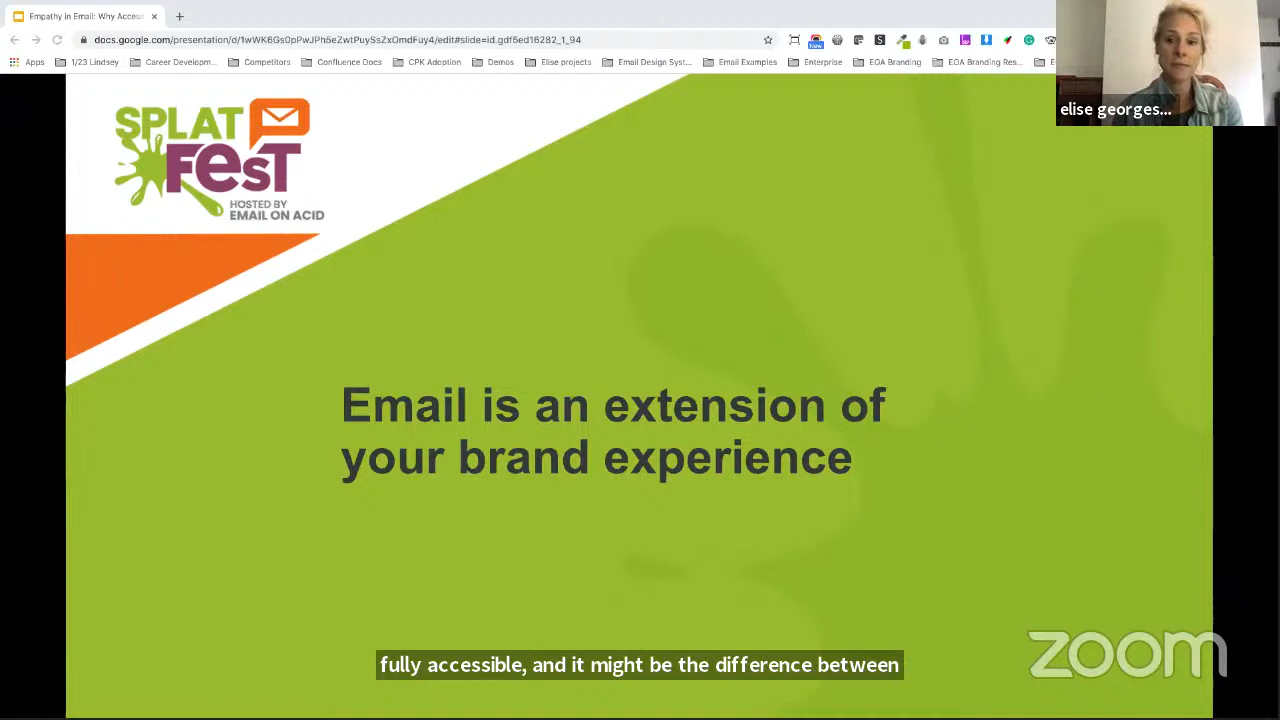 Empathy in Email: Why Access
docs.google.com/presentation/d/1wWK6Gs0pPwJPh5eZwtPuySsZxOmdFuy4/edit#slide=id.gdf5ed16282_1_94
New
Apps
1/23 Lindsey
Career Developm...
Competitors
Confluence Docs
CPK Adoption
Demos
Elise projects
Email Design Syst...
Email Examples
Enterprise
EOA Branding
EOA Branding Res...
elise georges...
SPLAT
FesT
HOSTED BY
EMAIL ON ACID
Email is an extension of
your brand experience
fully accessible, and it might be the difference between
zoom